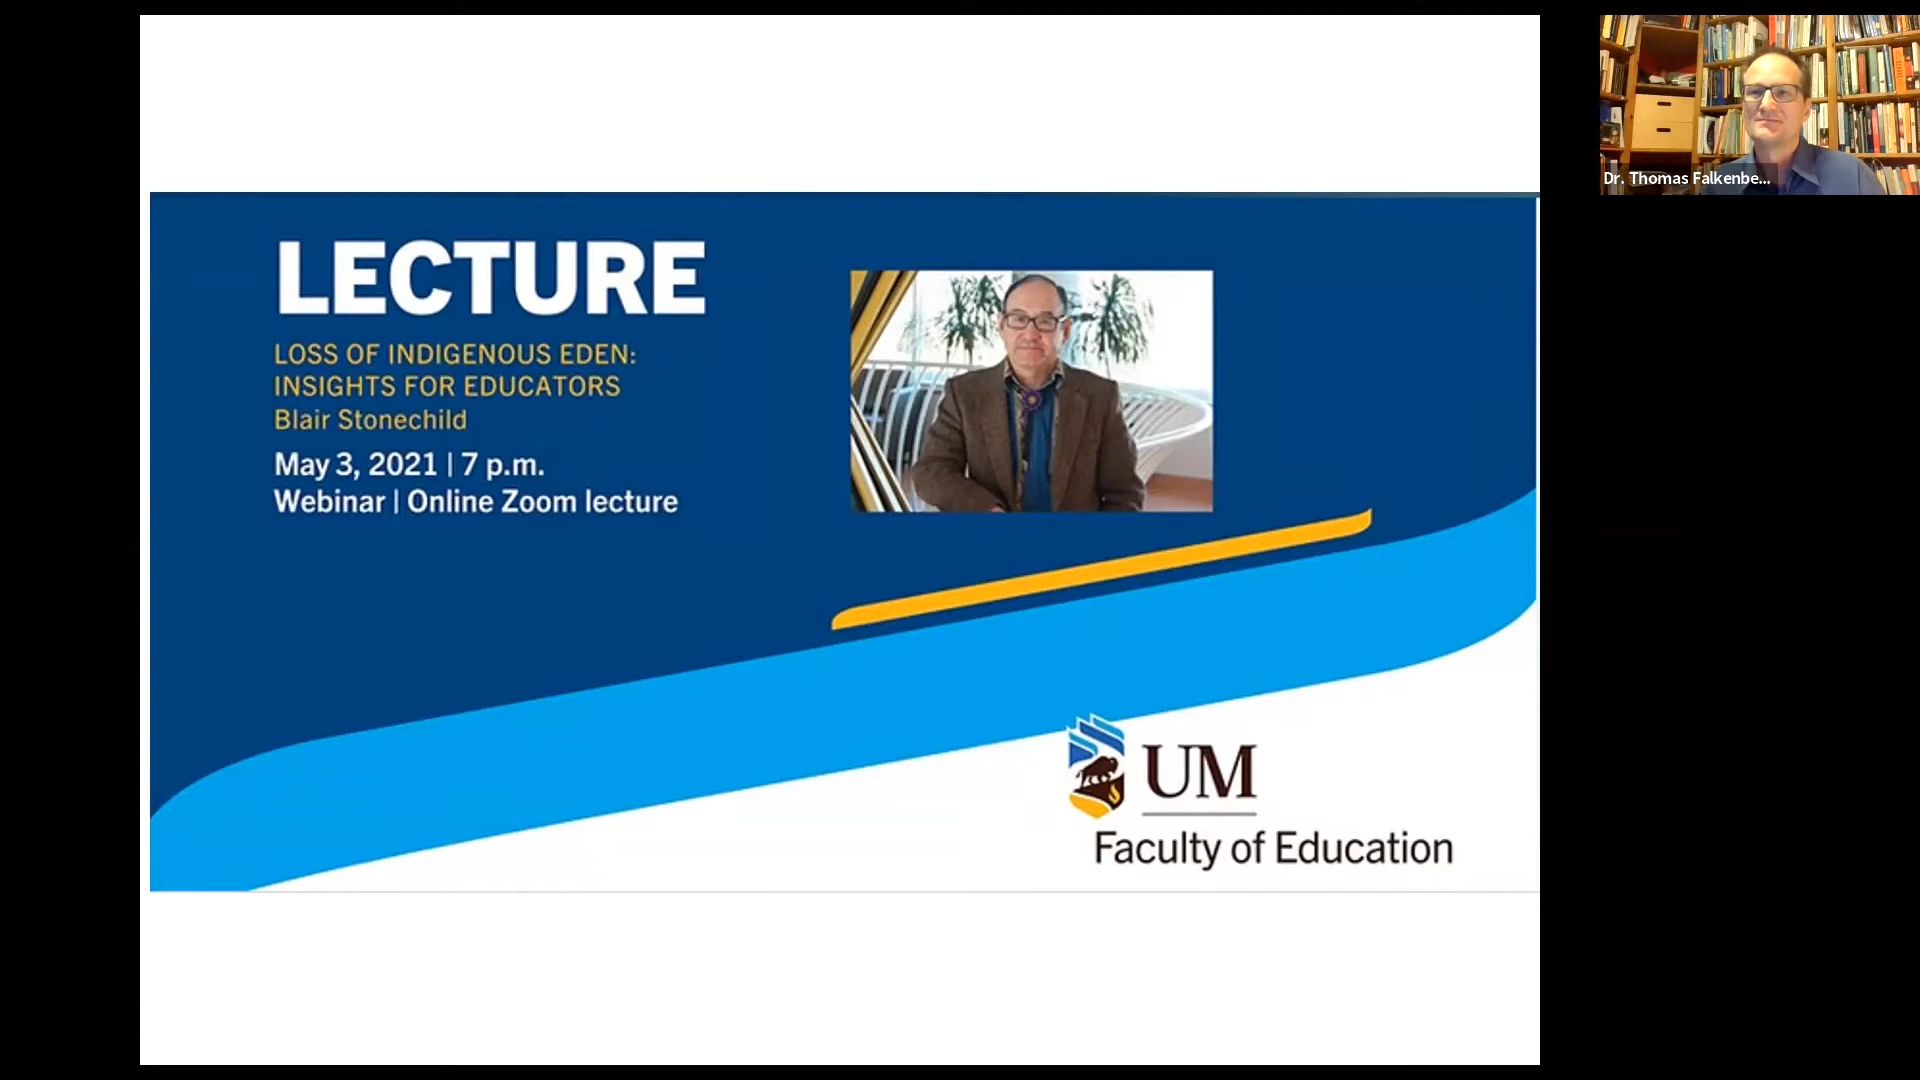 LECTURE
LOSS OF INDIGENOUS EDEN:
INSIGHTS FOR EDUCATORS
Blair Stonechild
May 3, 2021 | 7 p.m.
Webinar | Online Zoom lecture
UM
Faculty of Education
Dr. Thomas Falkenbe...